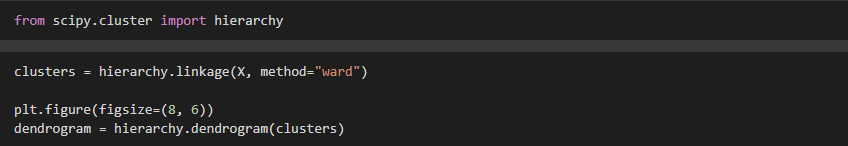 from scipy.cluster import hierarchy
clusters = hierarchy.linkage(X, method="ward")
plt.figure(figsize=(8, 6))
dendrogram = hierarchy.dendrogram(clusters)